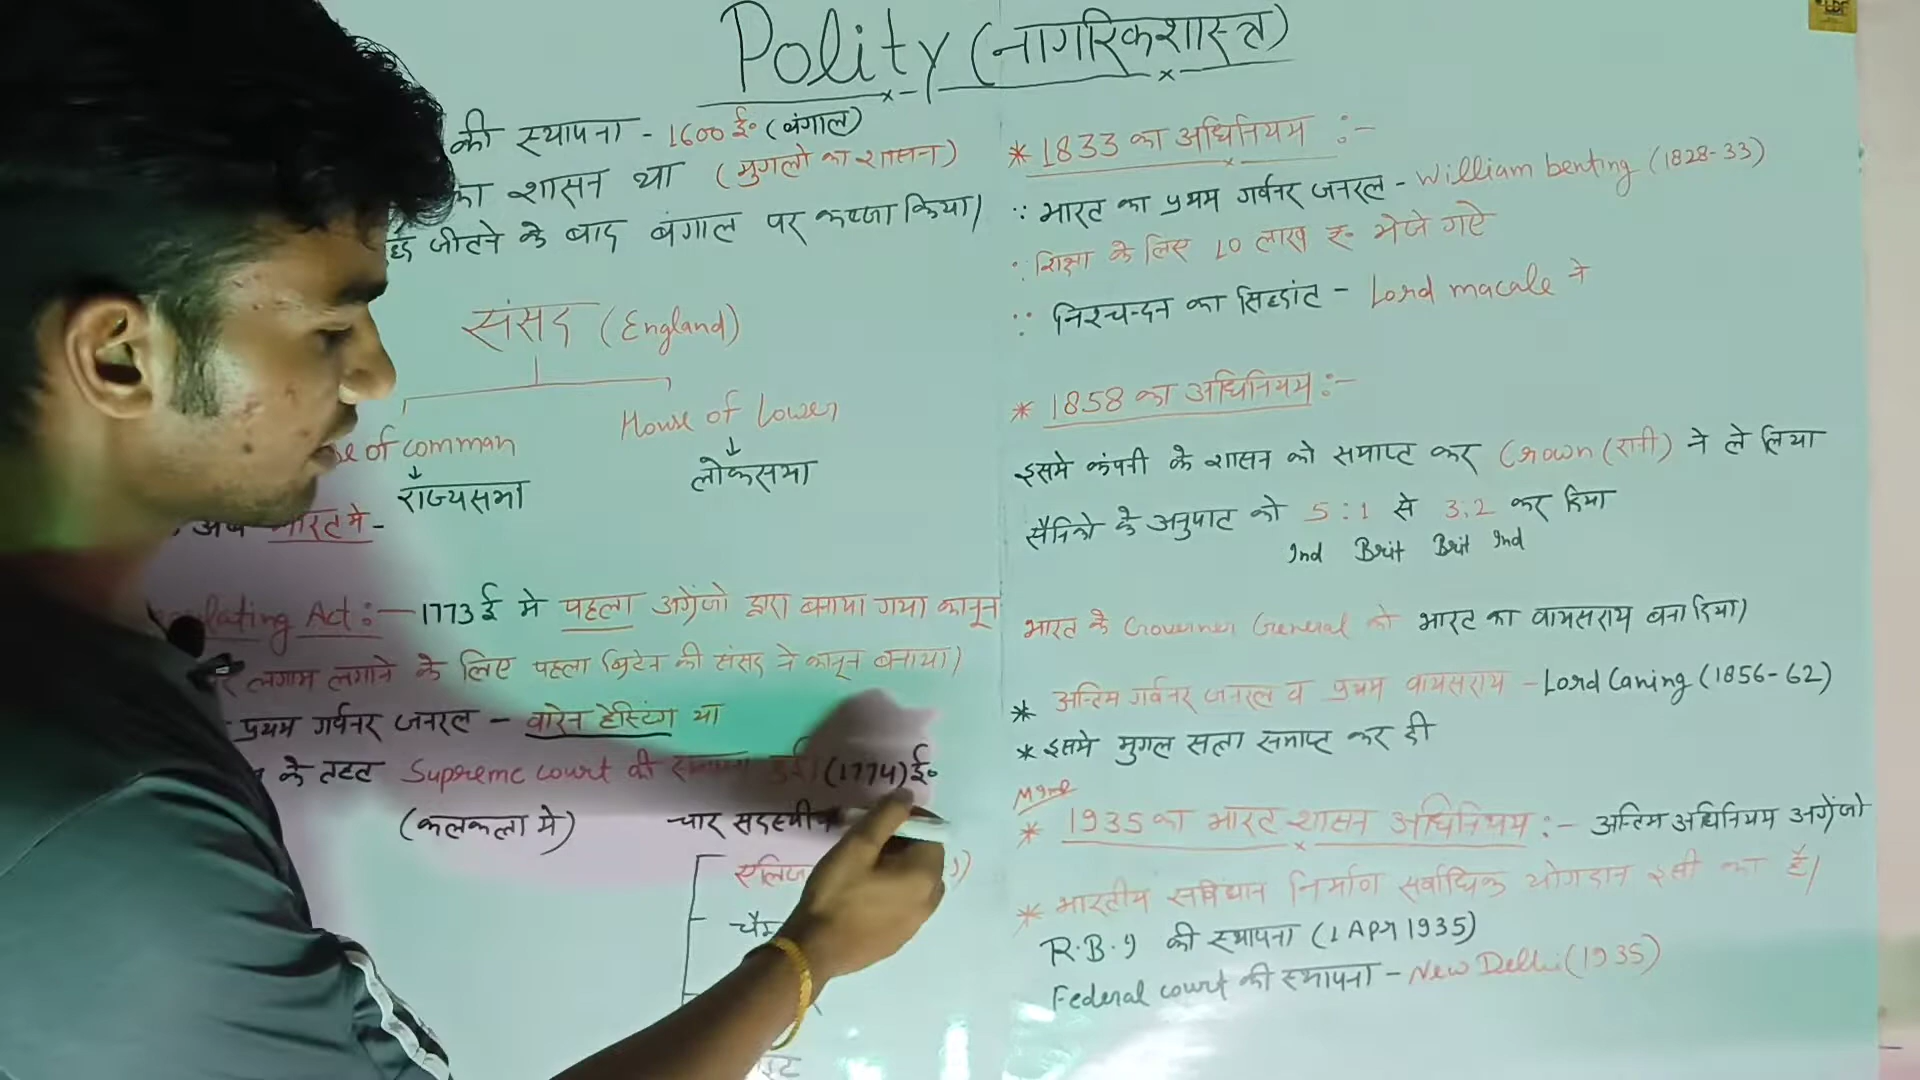 Polity (नागरिकशास्त्र)
की स्थापना - 1600 ई० (बंगाल)
का शासन था (मुगलो का शासन)
जीतने के बाद बंगाल पर कब्जा किया।
संसद (England)
of comman
House of Lower
राज्यसभा
लोकसभा
भारत मे -
Act :- 1773 ई मे पहला अग्रेंजो द्वारा बनाया गया कानून
लगाम लगाने के लिए पहला ब्रिटेन की संसद ने कानून बनाया।
प्रथम गर्वनर जनरल - वारेन हेस्टिंग था
के तहत Supreme court की (1774) ई०
(कलकत्ता मे)
चार सदस्यीय
* 1833 का अधिनियम :-
∵ भारत का प्रथम गर्वनर जनरल - William benting (1828-33)
∵ शिक्षा के लिए 10 लाख रु० भेजे गऐ
∵ निस्यन्दन का सिद्धांत - Lord macale ने
* 1858 का अधिनियम :-
इसमे कंपनी के शासन को समाप्ट कर Crown (रानी) ने ले लिया
सैनिको के अनुपाट को 5:1 से 3:2 कर दिया
Ind Brit Brit Ind
भारत के Governer General को भारत का वायसराय बना दिया।
* अन्तिम गर्वनर जनरल व प्रथम वायसराय - Lord Caning (1856-62)
* इसमे मुगल सत्ता समाप्ट कर दी
* 1935 का भारट शासन अधिनियम :- अन्तिम अधिनियम अग्रेंजो
* भारतीय सविधान निर्माण सर्वाधिक योगदान इसी का है।
R.B.I की स्थापना (1 Apr 1935)
Federal court की स्थापना - New Delhi (1935)